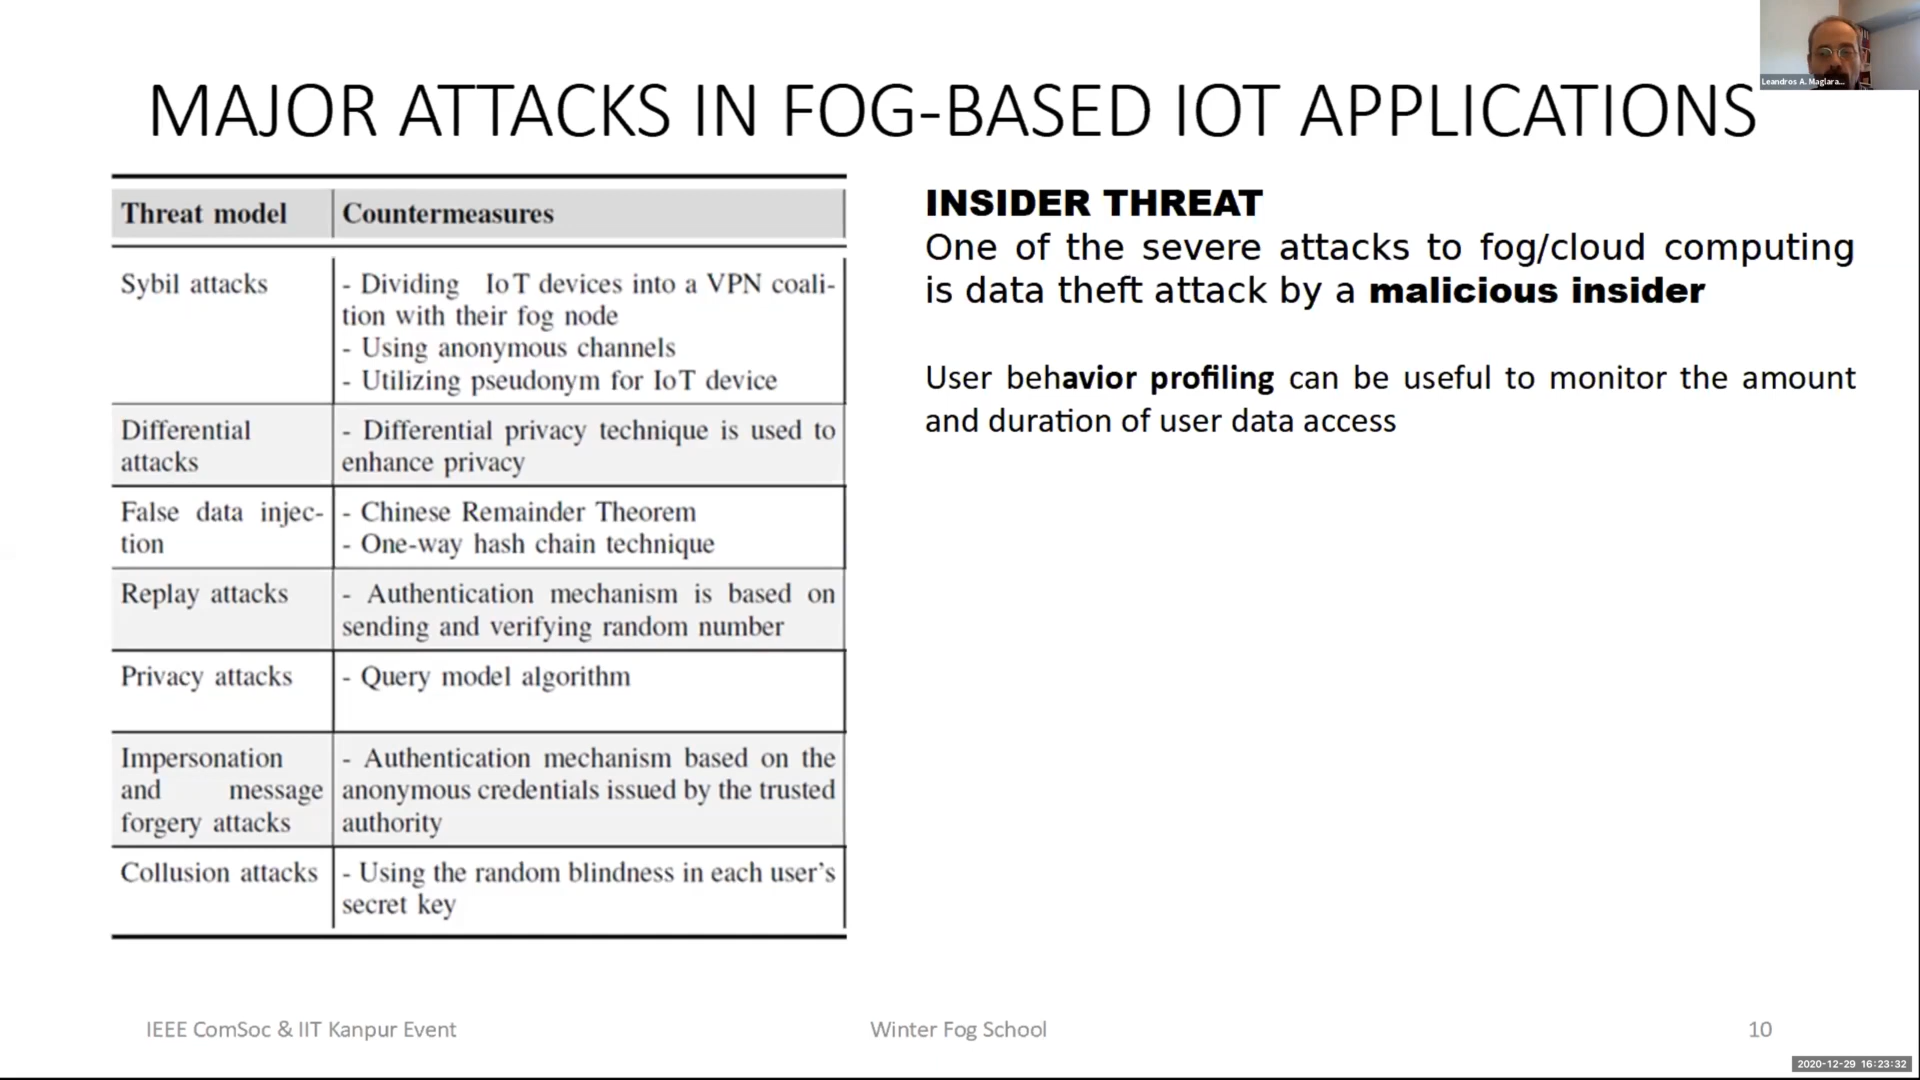 Leandros A. Maglara...
MAJOR ATTACKS IN FOG-BASED IOT APPLICATIONS
Threat model
Countermeasures
Sybil attacks
- Dividing IoT devices into a VPN coali-
tion with their fog node
- Using anonymous channels
- Utilizing pseudonym for IoT device
Differential
attacks
- Differential privacy technique is used to
enhance privacy
False data injec-
tion
- Chinese Remainder Theorem
- One-way hash chain technique
Replay attacks
- Authentication mechanism is based on
sending and verifying random number
Privacy attacks
- Query model algorithm
Impersonation
and message
forgery attacks
- Authentication mechanism based on the
anonymous credentials issued by the trusted
authority
Collusion attacks
- Using the random blindness in each user's
secret key
INSIDER THREAT
One of the severe attacks to fog/cloud computing
is data theft attack by a malicious insider
User behavior profiling can be useful to monitor the amount
and duration of user data access
IEEE ComSoc & IIT Kanpur Event
Winter Fog School
10
2020-12-29 16:23:32